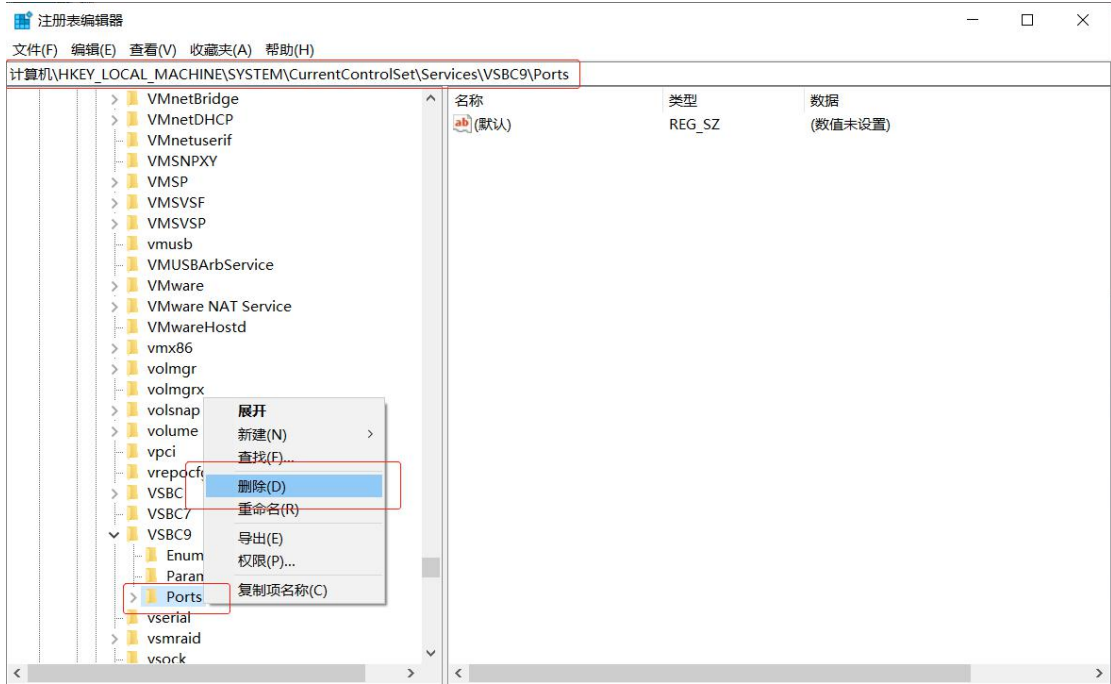 注册表编辑器
文件(F) 编辑(E) 查看(V) 收藏夹(A) 帮助(H)
计算机\HKEY_LOCAL_MACHINE\SYSTEM\CurrentControlSet\Services\VSBC9\Ports
VMnetBridge
VMnetDHCP
VMnetuserif
VMSNPXY
VMSP
VMSVSF
VMSVSP
vmusb
VMUSBArbService
VMware
VMware NAT Service
VMwareHostd
vmx86
volmgr
volmgrx
volsnap
volume
vpci
vrepocf
VSBC
VSBC7
VSBC9
Enum
Param
Ports
vserial
vsmraid
vsock
展开
新建(N)
查找(F)...
删除(D)
重命名(R)
导出(E)
权限(P)...
复制项名称(C)
名称 类型 数据
ab (默认) REG_SZ (数值未设置)